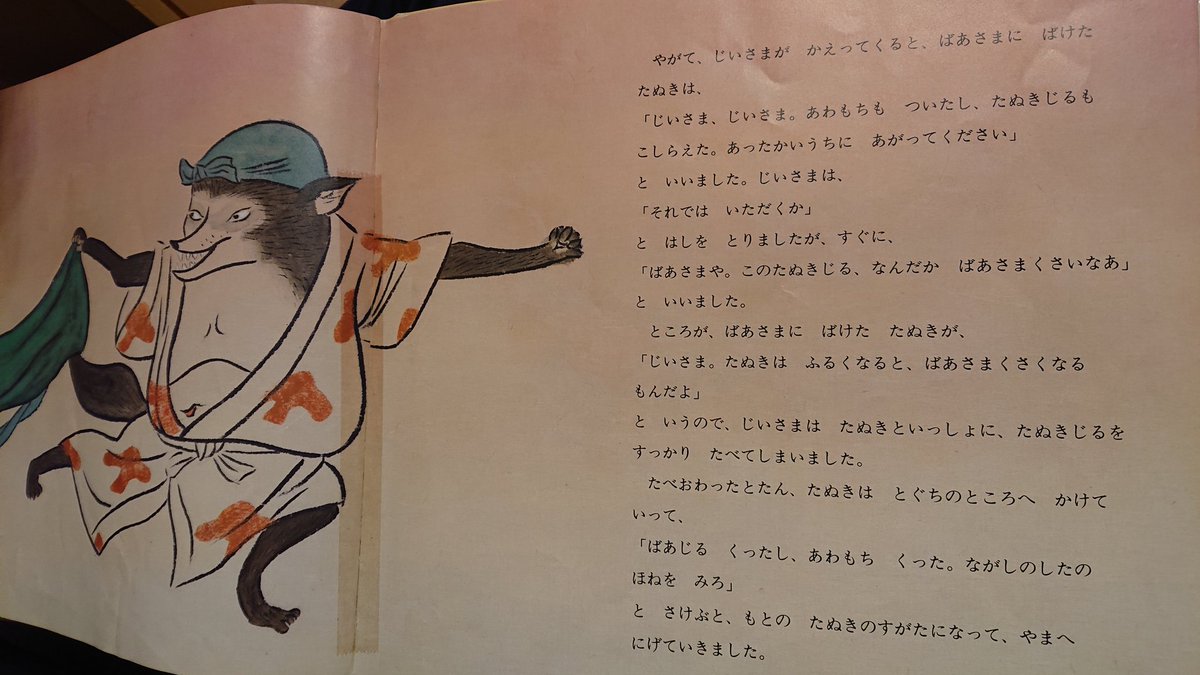 やがて、じいさまが　かえってくると、ばあさまに　ばけた
たぬきは、
「じいさま、じいさま。あわもちも　ついたし、たぬきじるも
こしらえた。あったかいうちに　あがってください」
と　いいました。じいさまは、
「それでは　いただくか」
と　はしを　とりましたが、すぐに、
「ばあさまや。このたぬきじる、なんだか　ばあさまくさいなあ」
と　いいました。
　ところが、ばあさまに　ばけた　たぬきが、
「じいさま。たぬきは　ふるくなると、ばあさまくさくなる
もんだよ」
と　いうので、じいさまは　たぬきといっしょに、たぬきじるを
すっかり　たべてしまいました。
　たべおわったとたん、たぬきは　とぐちのところへ　かけて
いって、
「ばあじる　くったし、あわもち　くった。ながしのしたの
ほねを　みろ」
と　さけぶと、もとの　たぬきのすがたになって、やまへ
にげていきました。